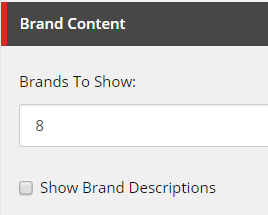 Brand Content
Brands To Show:
8
Show Brand Descriptions